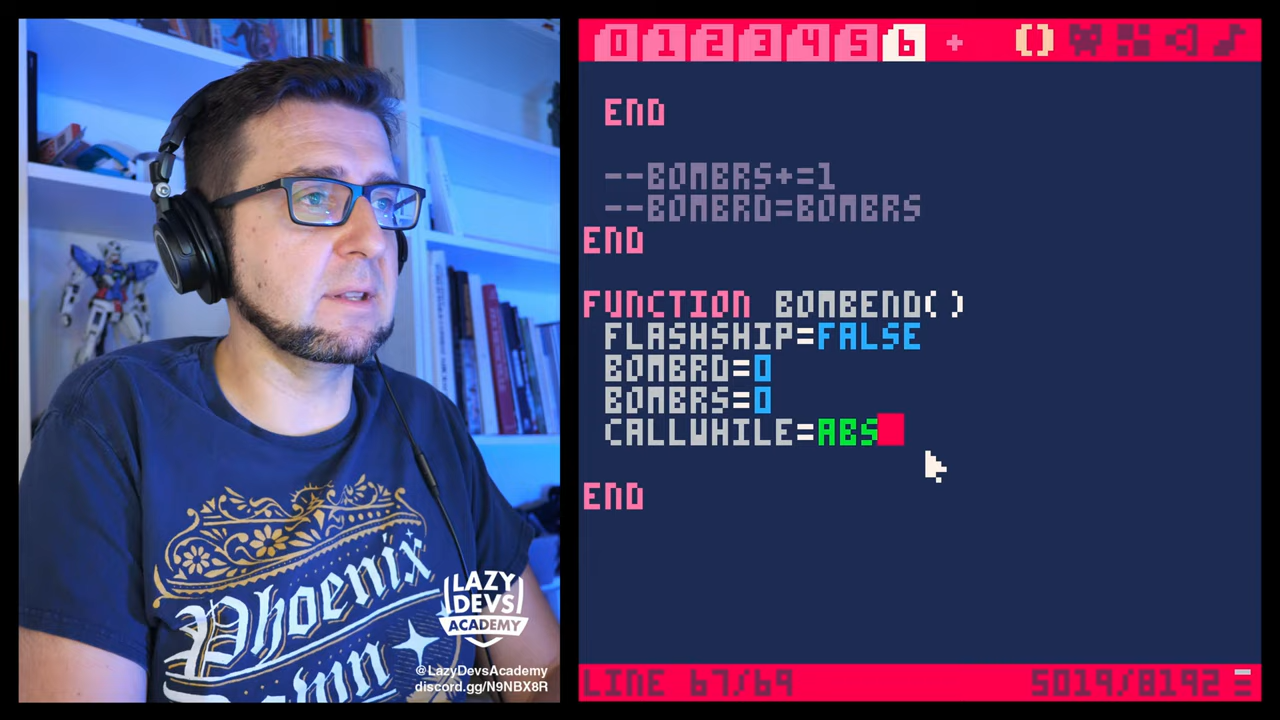 0 1 2 3 4 5 6 + ()
END
--BOMBRS+=1
--BOMBRD=BOMBRS
END
FUNCTION BOMBEND()
FLASHSHIP=FALSE
BOMBRD=0
BOMBRS=0
CALLWHILE=ABS
END
LINE 67/69 5019/8192
Phoenix
Down
LAZY
DEVS
ACADEMY
@LazyDevsAcademy
discord.gg/N9NBX8R